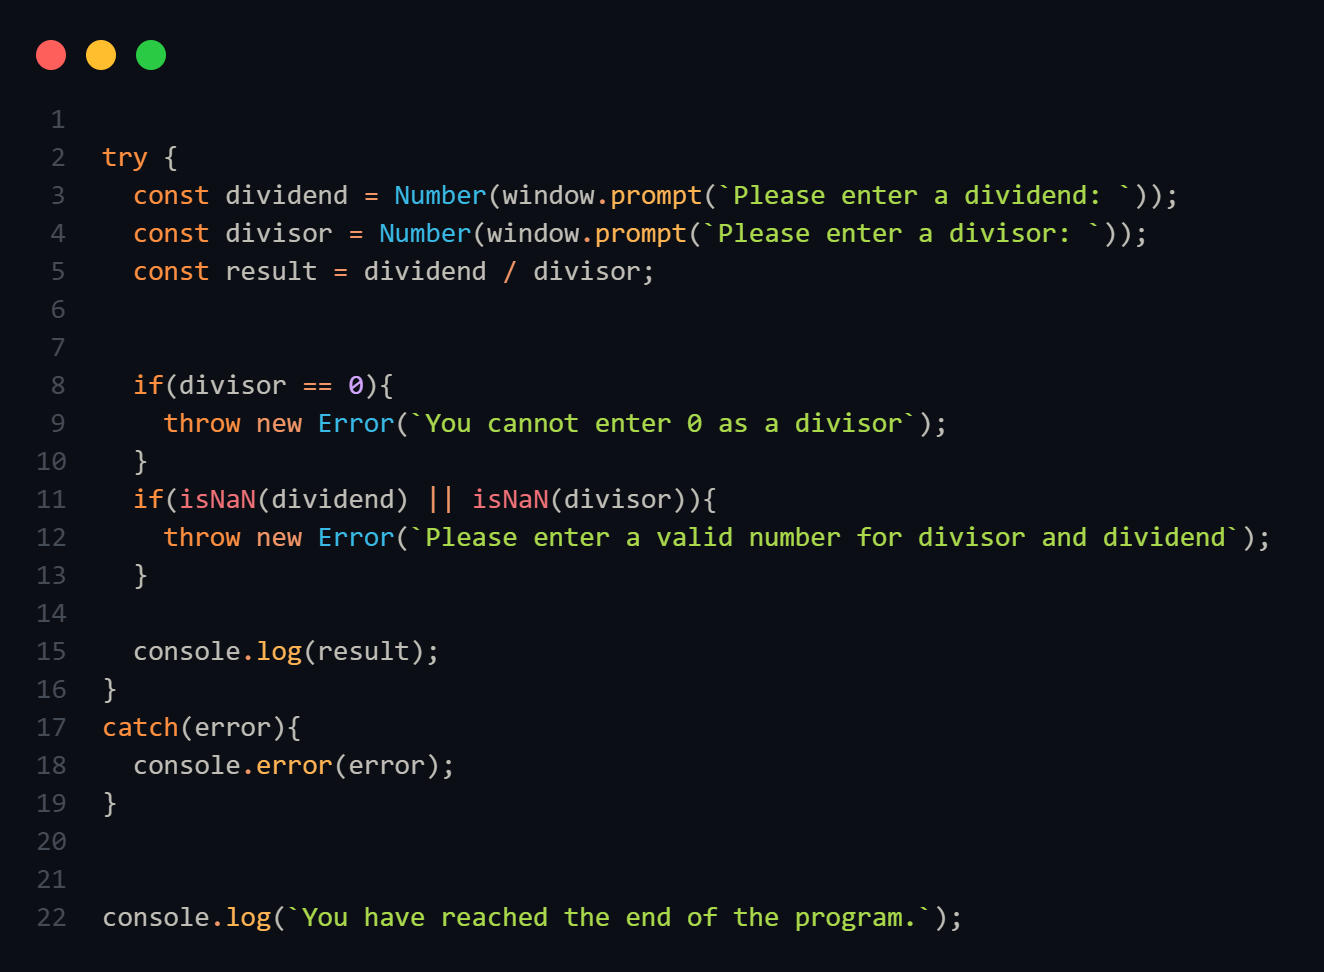 1
2 try {
3   const dividend = Number(window.prompt(`Please enter a dividend: `));
4   const divisor = Number(window.prompt(`Please enter a divisor: `));
5   const result = dividend / divisor;
6
7
8   if(divisor == 0){
9     throw new Error(`You cannot enter 0 as a divisor`);
10   }
11   if(isNaN(dividend) || isNaN(divisor)){
12     throw new Error(`Please enter a valid number for divisor and dividend`);
13   }
14
15   console.log(result);
16 }
17 catch(error){
18   console.error(error);
19 }
20
21
22 console.log(`You have reached the end of the program.`);